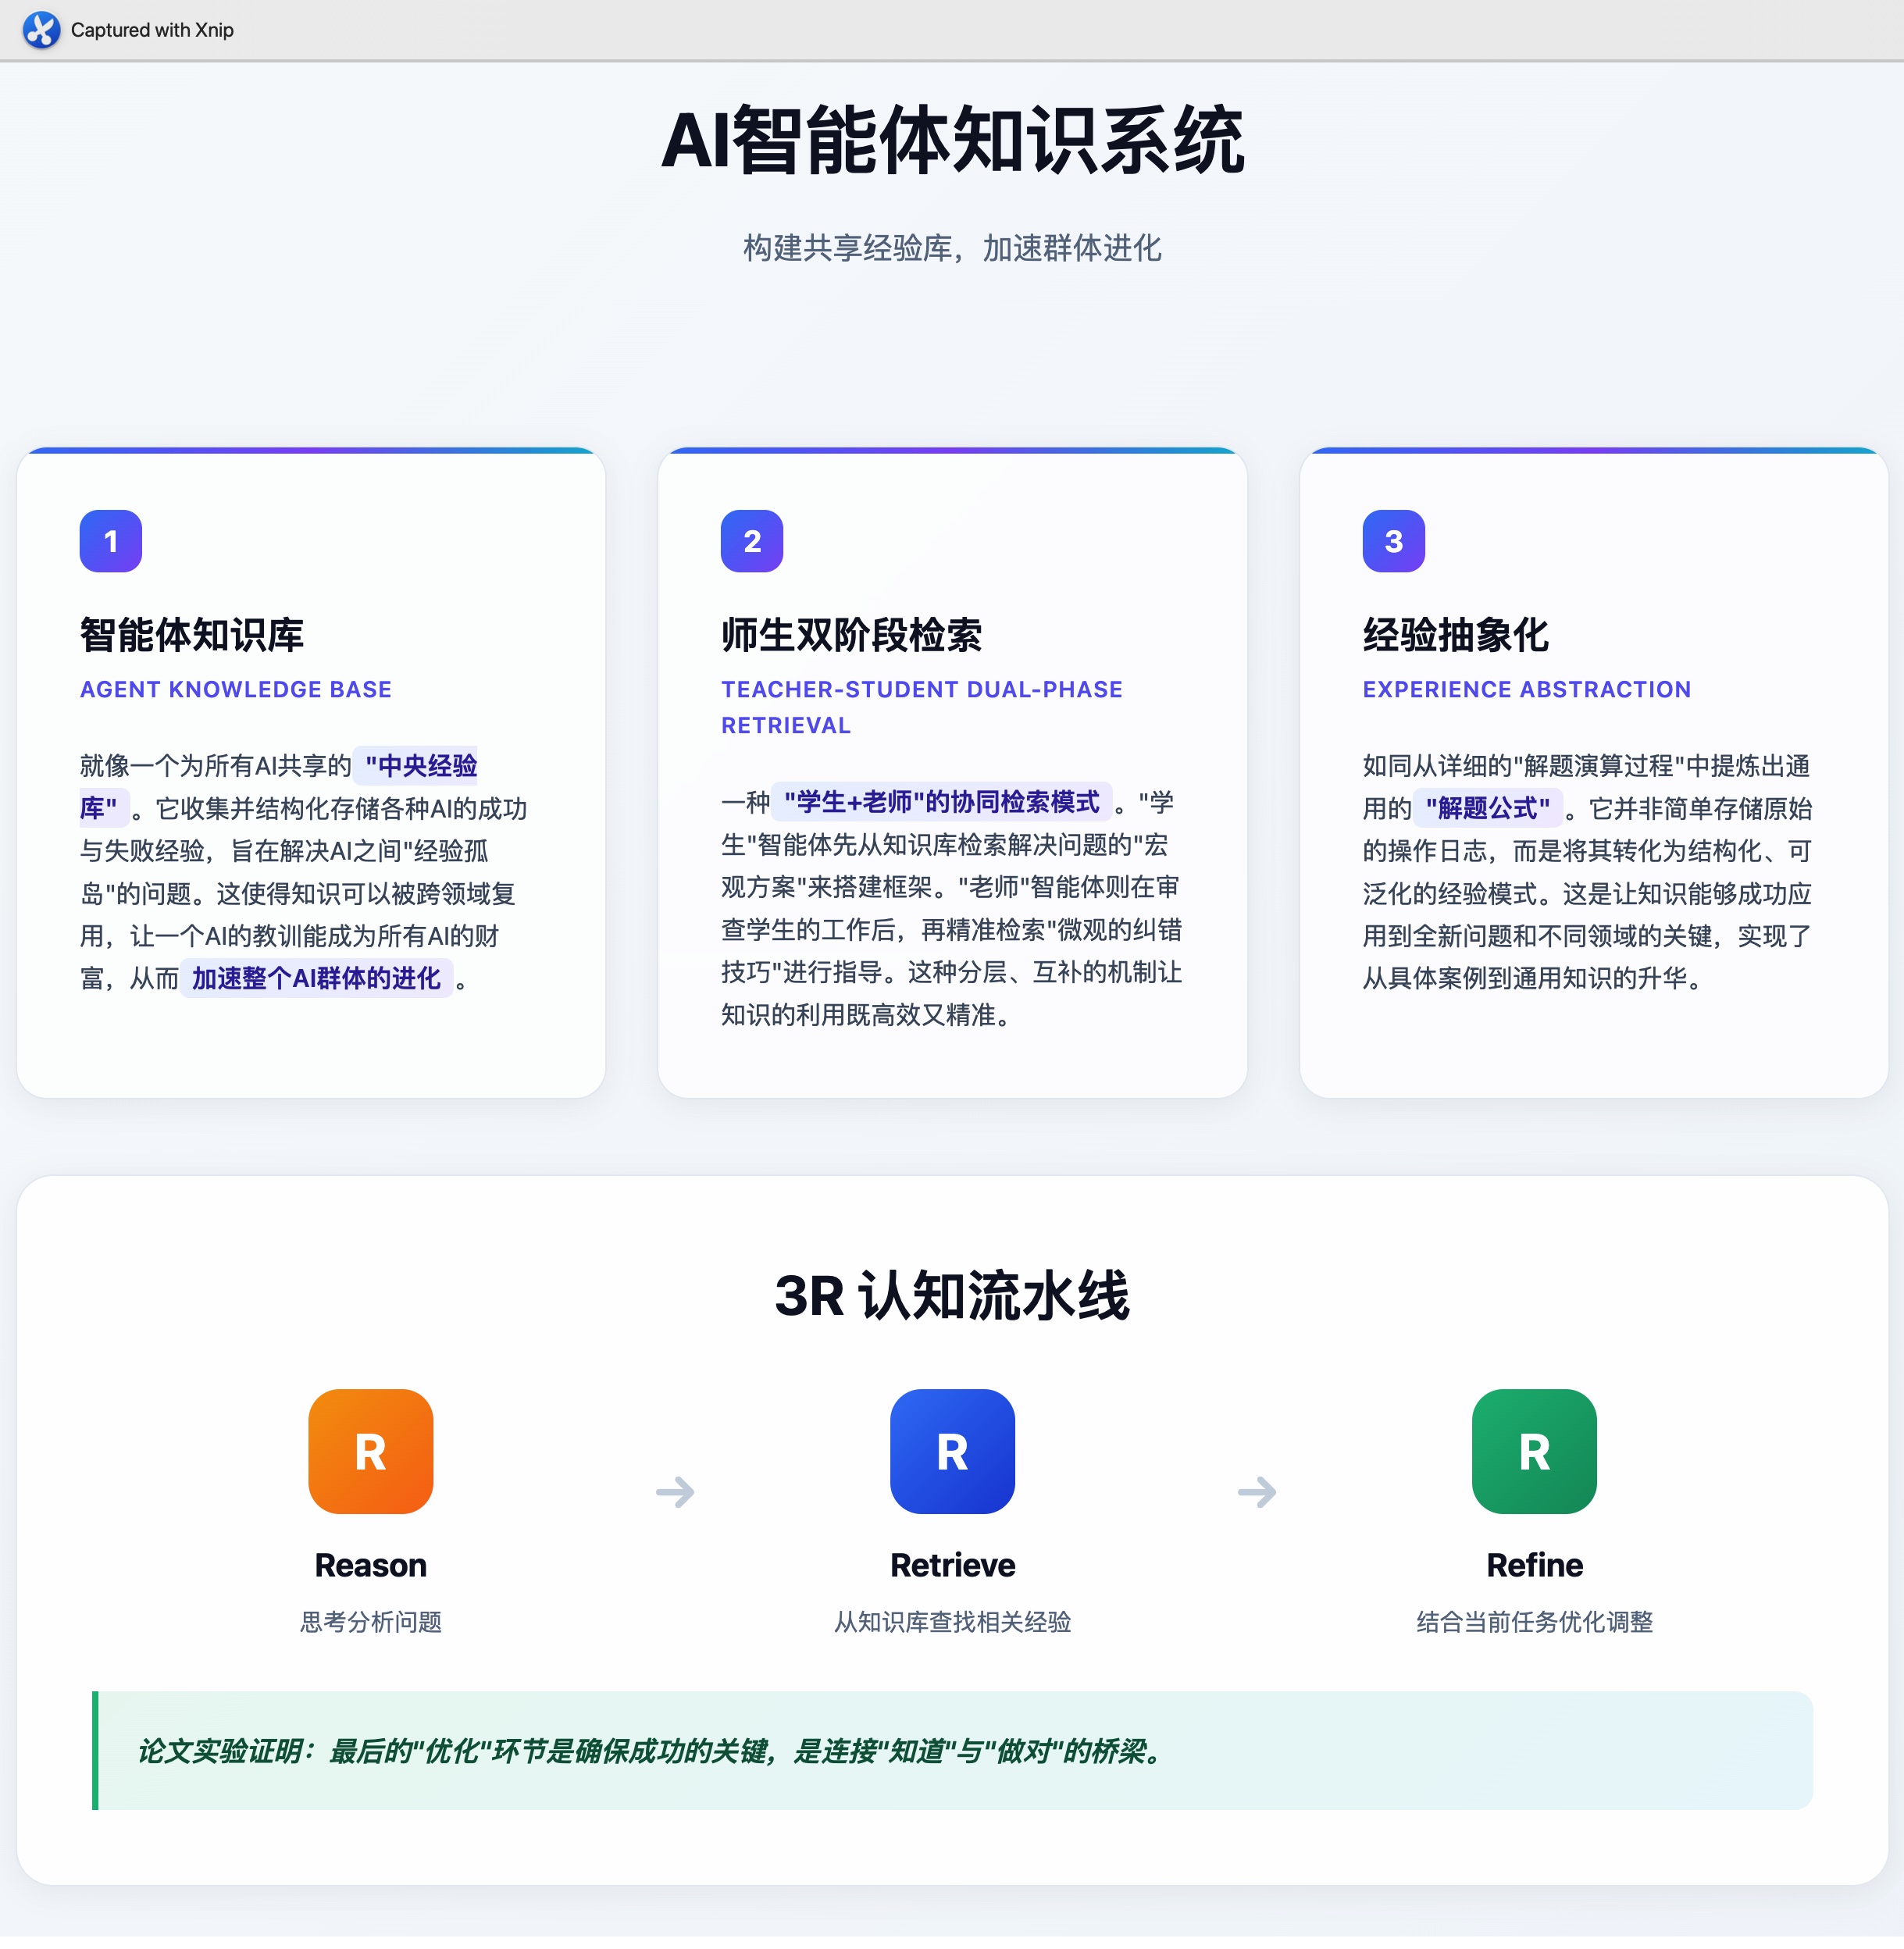 Captured with Xnip
AI智能体知识系统
构建共享经验库，加速群体进化
1
智能体知识库
AGENT KNOWLEDGE BASE
就像一个为所有AI共享的"中央经验
库"。它收集并结构化存储各种AI的成功
与失败经验，旨在解决AI之间"经验孤
岛"的问题。这使得知识可以被跨领域复
用，让一个AI的教训能成为所有AI的财
富，从而加速整个AI群体的进化。
2
师生双阶段检索
TEACHER-STUDENT DUAL-PHASE
RETRIEVAL
一种"学生+老师"的协同检索模式。"学
生"智能体先从知识库检索解决问题的"宏
观方案"来搭建框架。"老师"智能体则在审
查学生的工作后，再精准检索"微观的纠错
技巧"进行指导。这种分层、互补的机制让
知识的利用既高效又精准。
3
经验抽象化
EXPERIENCE ABSTRACTION
如同从详细的"解题演算过程"中提炼出通
用的"解题公式"。它并非简单存储原始
的操作日志，而是将其转化为结构化、可
泛化的经验模式。这是让知识能够成功应
用到全新问题和不同领域的关键，实现了
从具体案例到通用知识的升华。
3R 认知流水线
R
Reason
思考分析问题
R
Retrieve
从知识库查找相关经验
R
Refine
结合当前任务优化调整
论文实验证明：最后的"优化"环节是确保成功的关键，是连接"知道"与"做对"的桥梁。